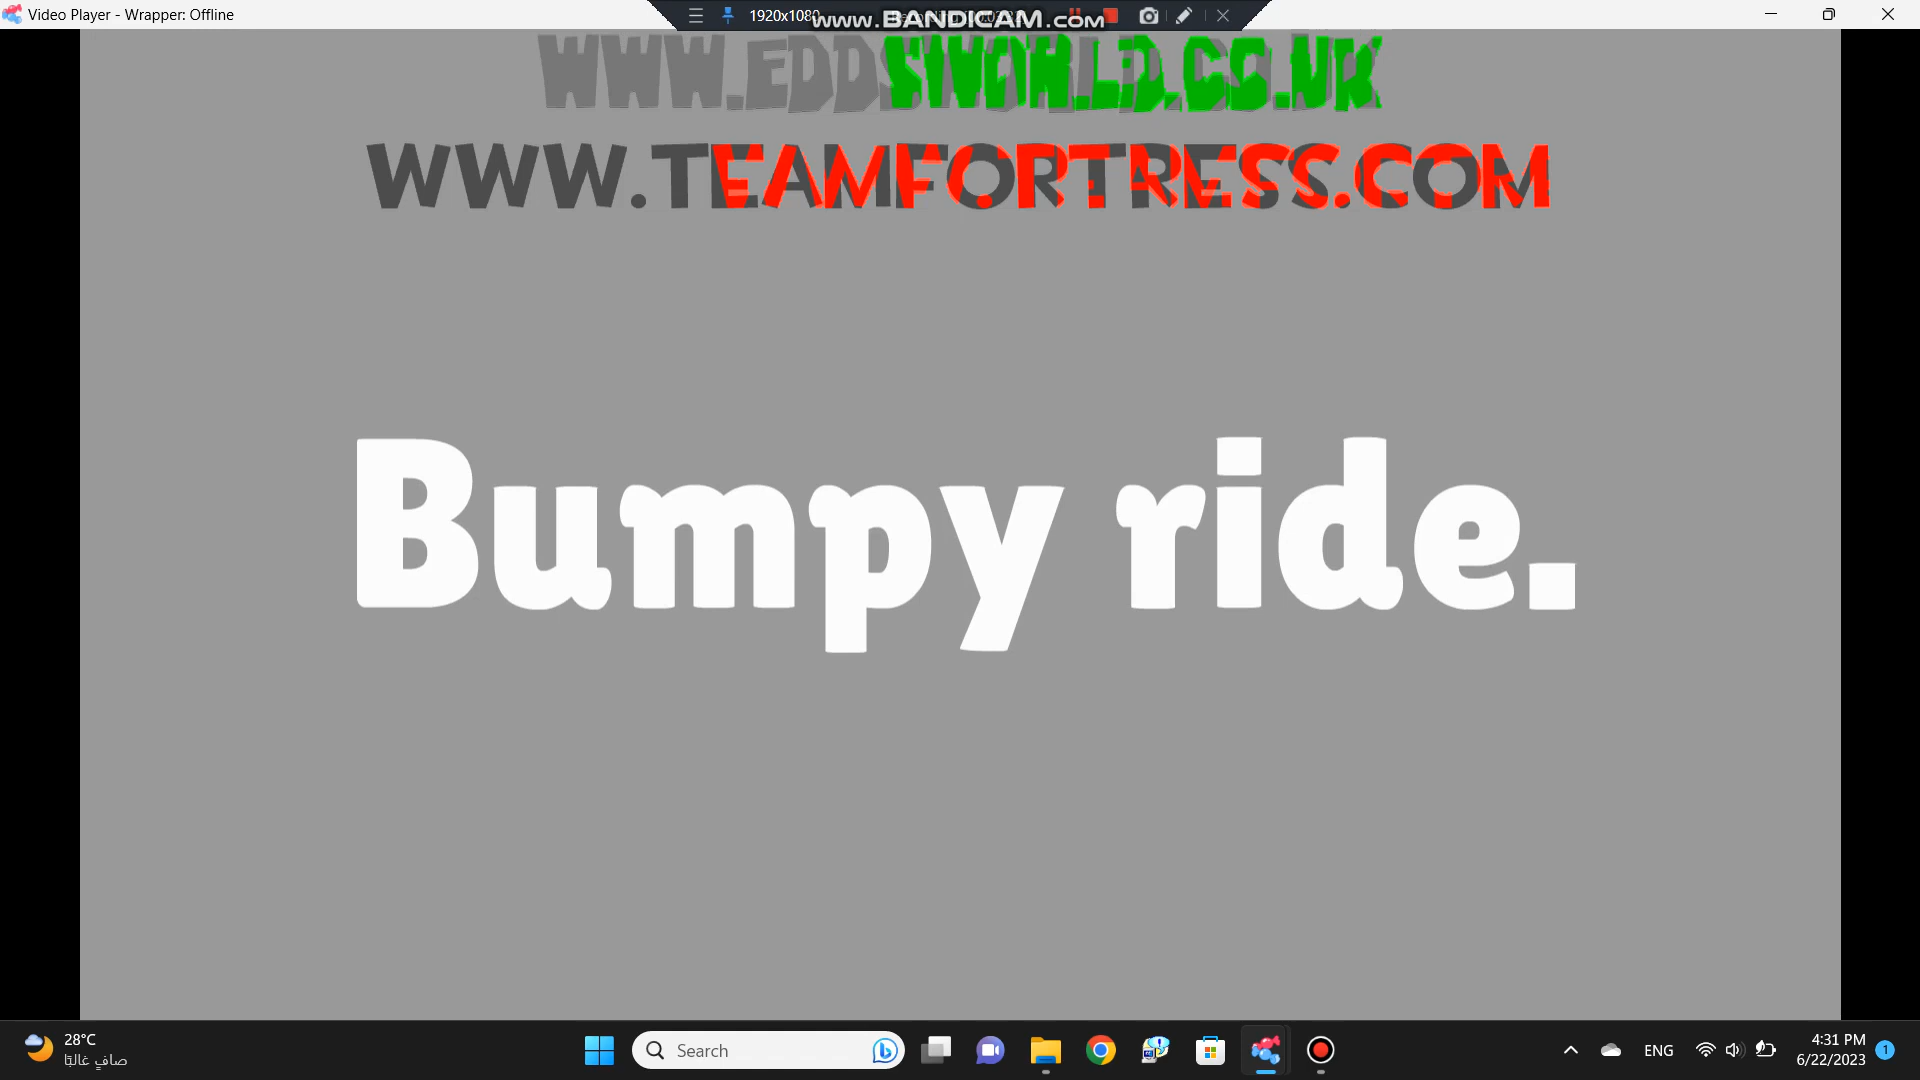 Video Player - Wrapper: Offline
1920x1080
www.BANDICAM.com
WWW.EDDSWORLD.CO.UK
WWW.TEAMFORTRESS.COM
Bumpy ride.
28°C
صافٍ غالبًا
Search
ENG
4:31 PM
6/22/2023
1